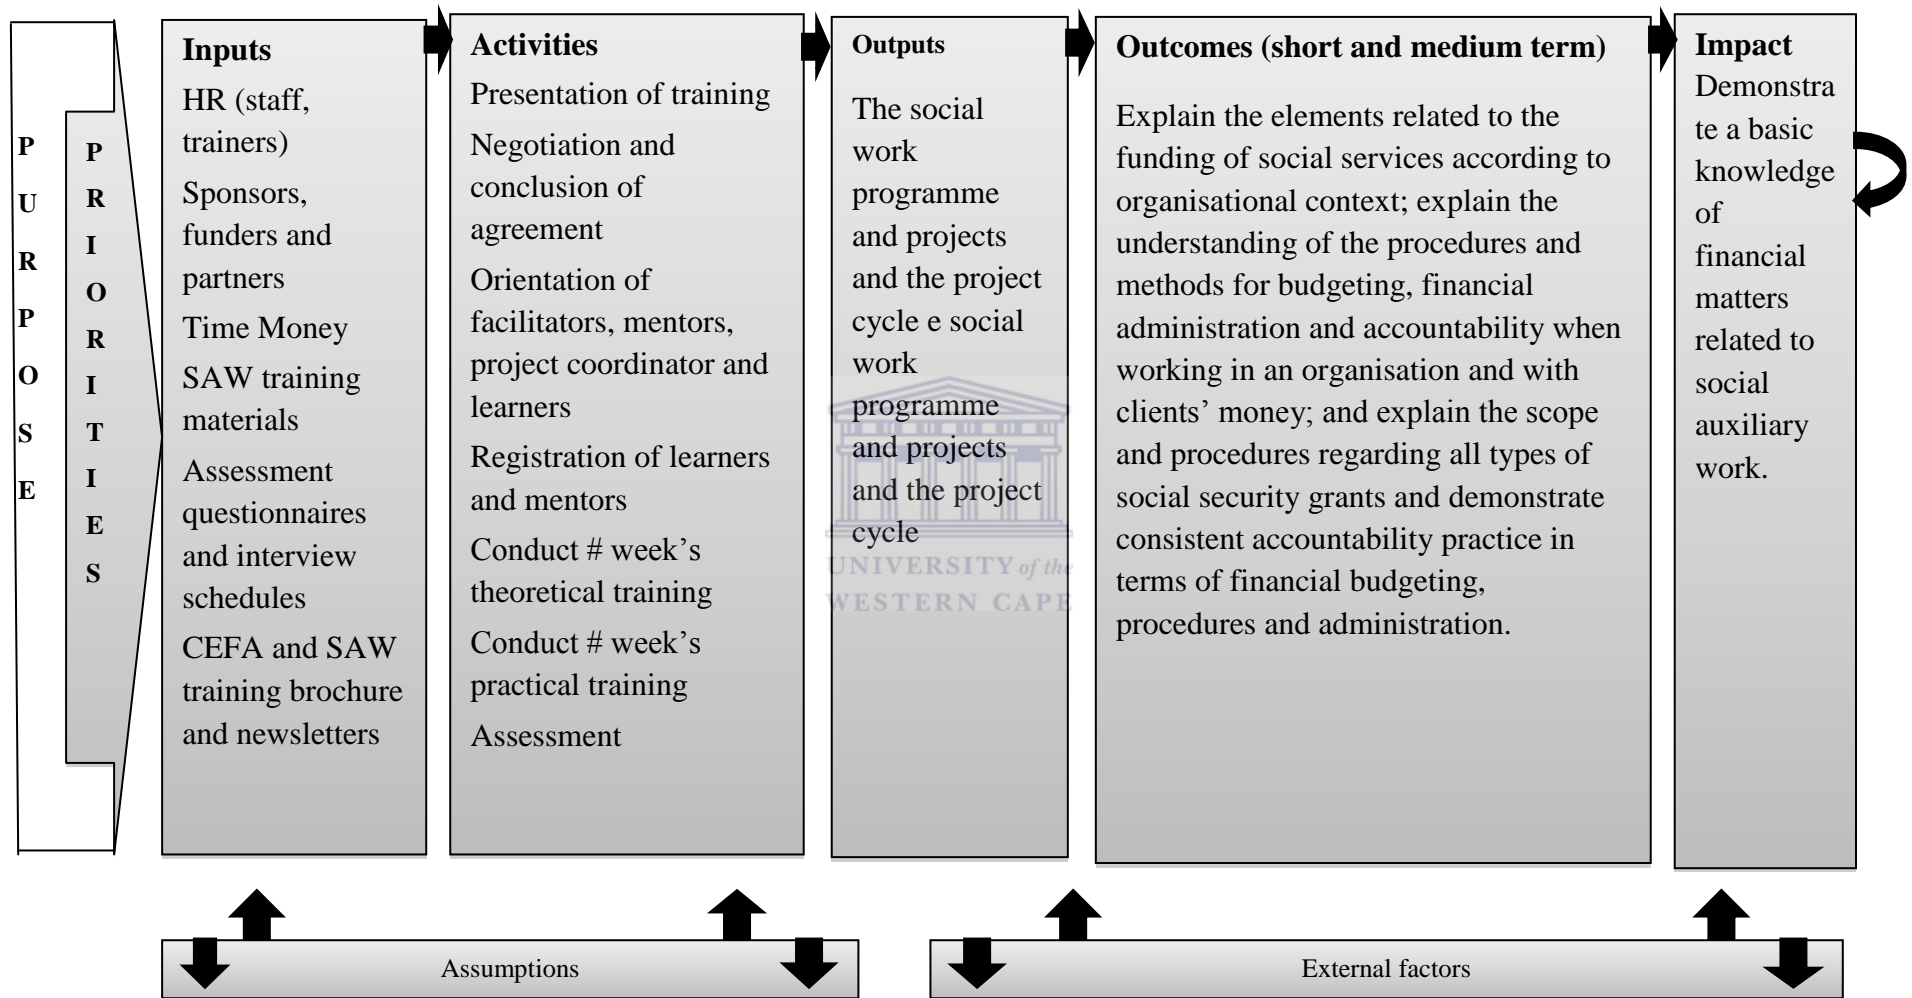 PURPOSE
PRIORITIES
Inputs
HR (staff,
trainers)
Sponsors,
funders and
partners
Time Money
SAW training
materials
Assessment
questionnaires
and interview
schedules
CEFA and SAW
training brochure
and newsletters
Activities
Presentation of training
Negotiation and
conclusion of
agreement
Orientation of
facilitators, mentors,
project coordinator and
learners
Registration of learners
and mentors
Conduct # week's
theoretical training
Conduct # week's
practical training
Assessment
Outputs
The social
work
programme
and projects
and the project
cycle e social
work
programme
and projects
and the project
cycle
UNIVERSITY of the
WESTERN CAPE
Outcomes (short and medium term)
Explain the elements related to the
funding of social services according to
organisational context; explain the
understanding of the procedures and
methods for budgeting, financial
administration and accountability when
working in an organisation and with
clients’ money; and explain the scope
and procedures regarding all types of
social security grants and demonstrate
consistent accountability practice in
terms of financial budgeting,
procedures and administration.
Impact
Demonstra
te a basic
knowledge
of
financial
matters
related to
social
auxiliary
work.
Assumptions
External factors